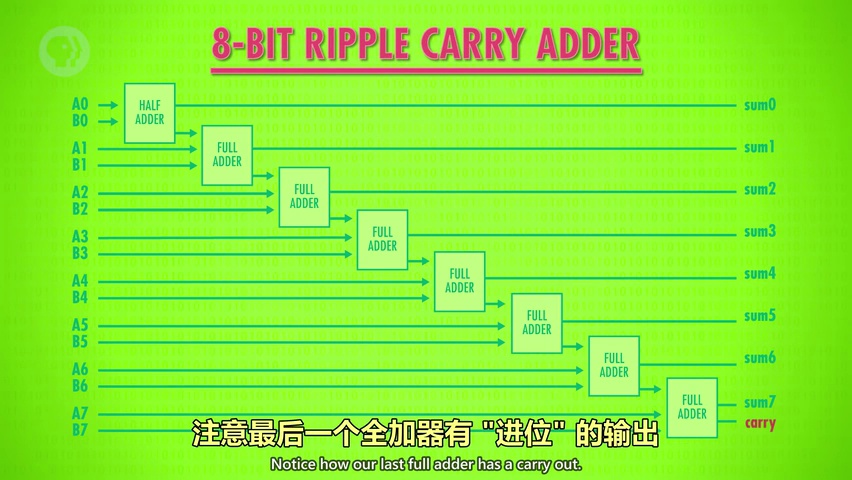 8-BIT RIPPLE CARRY ADDER
A0
B0
HALF
ADDER
sum0
A1
B1
FULL
ADDER
sum1
A2
B2
FULL
ADDER
sum2
A3
B3
FULL
ADDER
sum3
A4
B4
FULL
ADDER
sum4
A5
B5
FULL
ADDER
sum5
A6
B6
FULL
ADDER
sum6
A7
B7
FULL
ADDER
sum7
carry
注意最后一个全加器有 "进位" 的输出
Notice how our last full adder has a carry out.